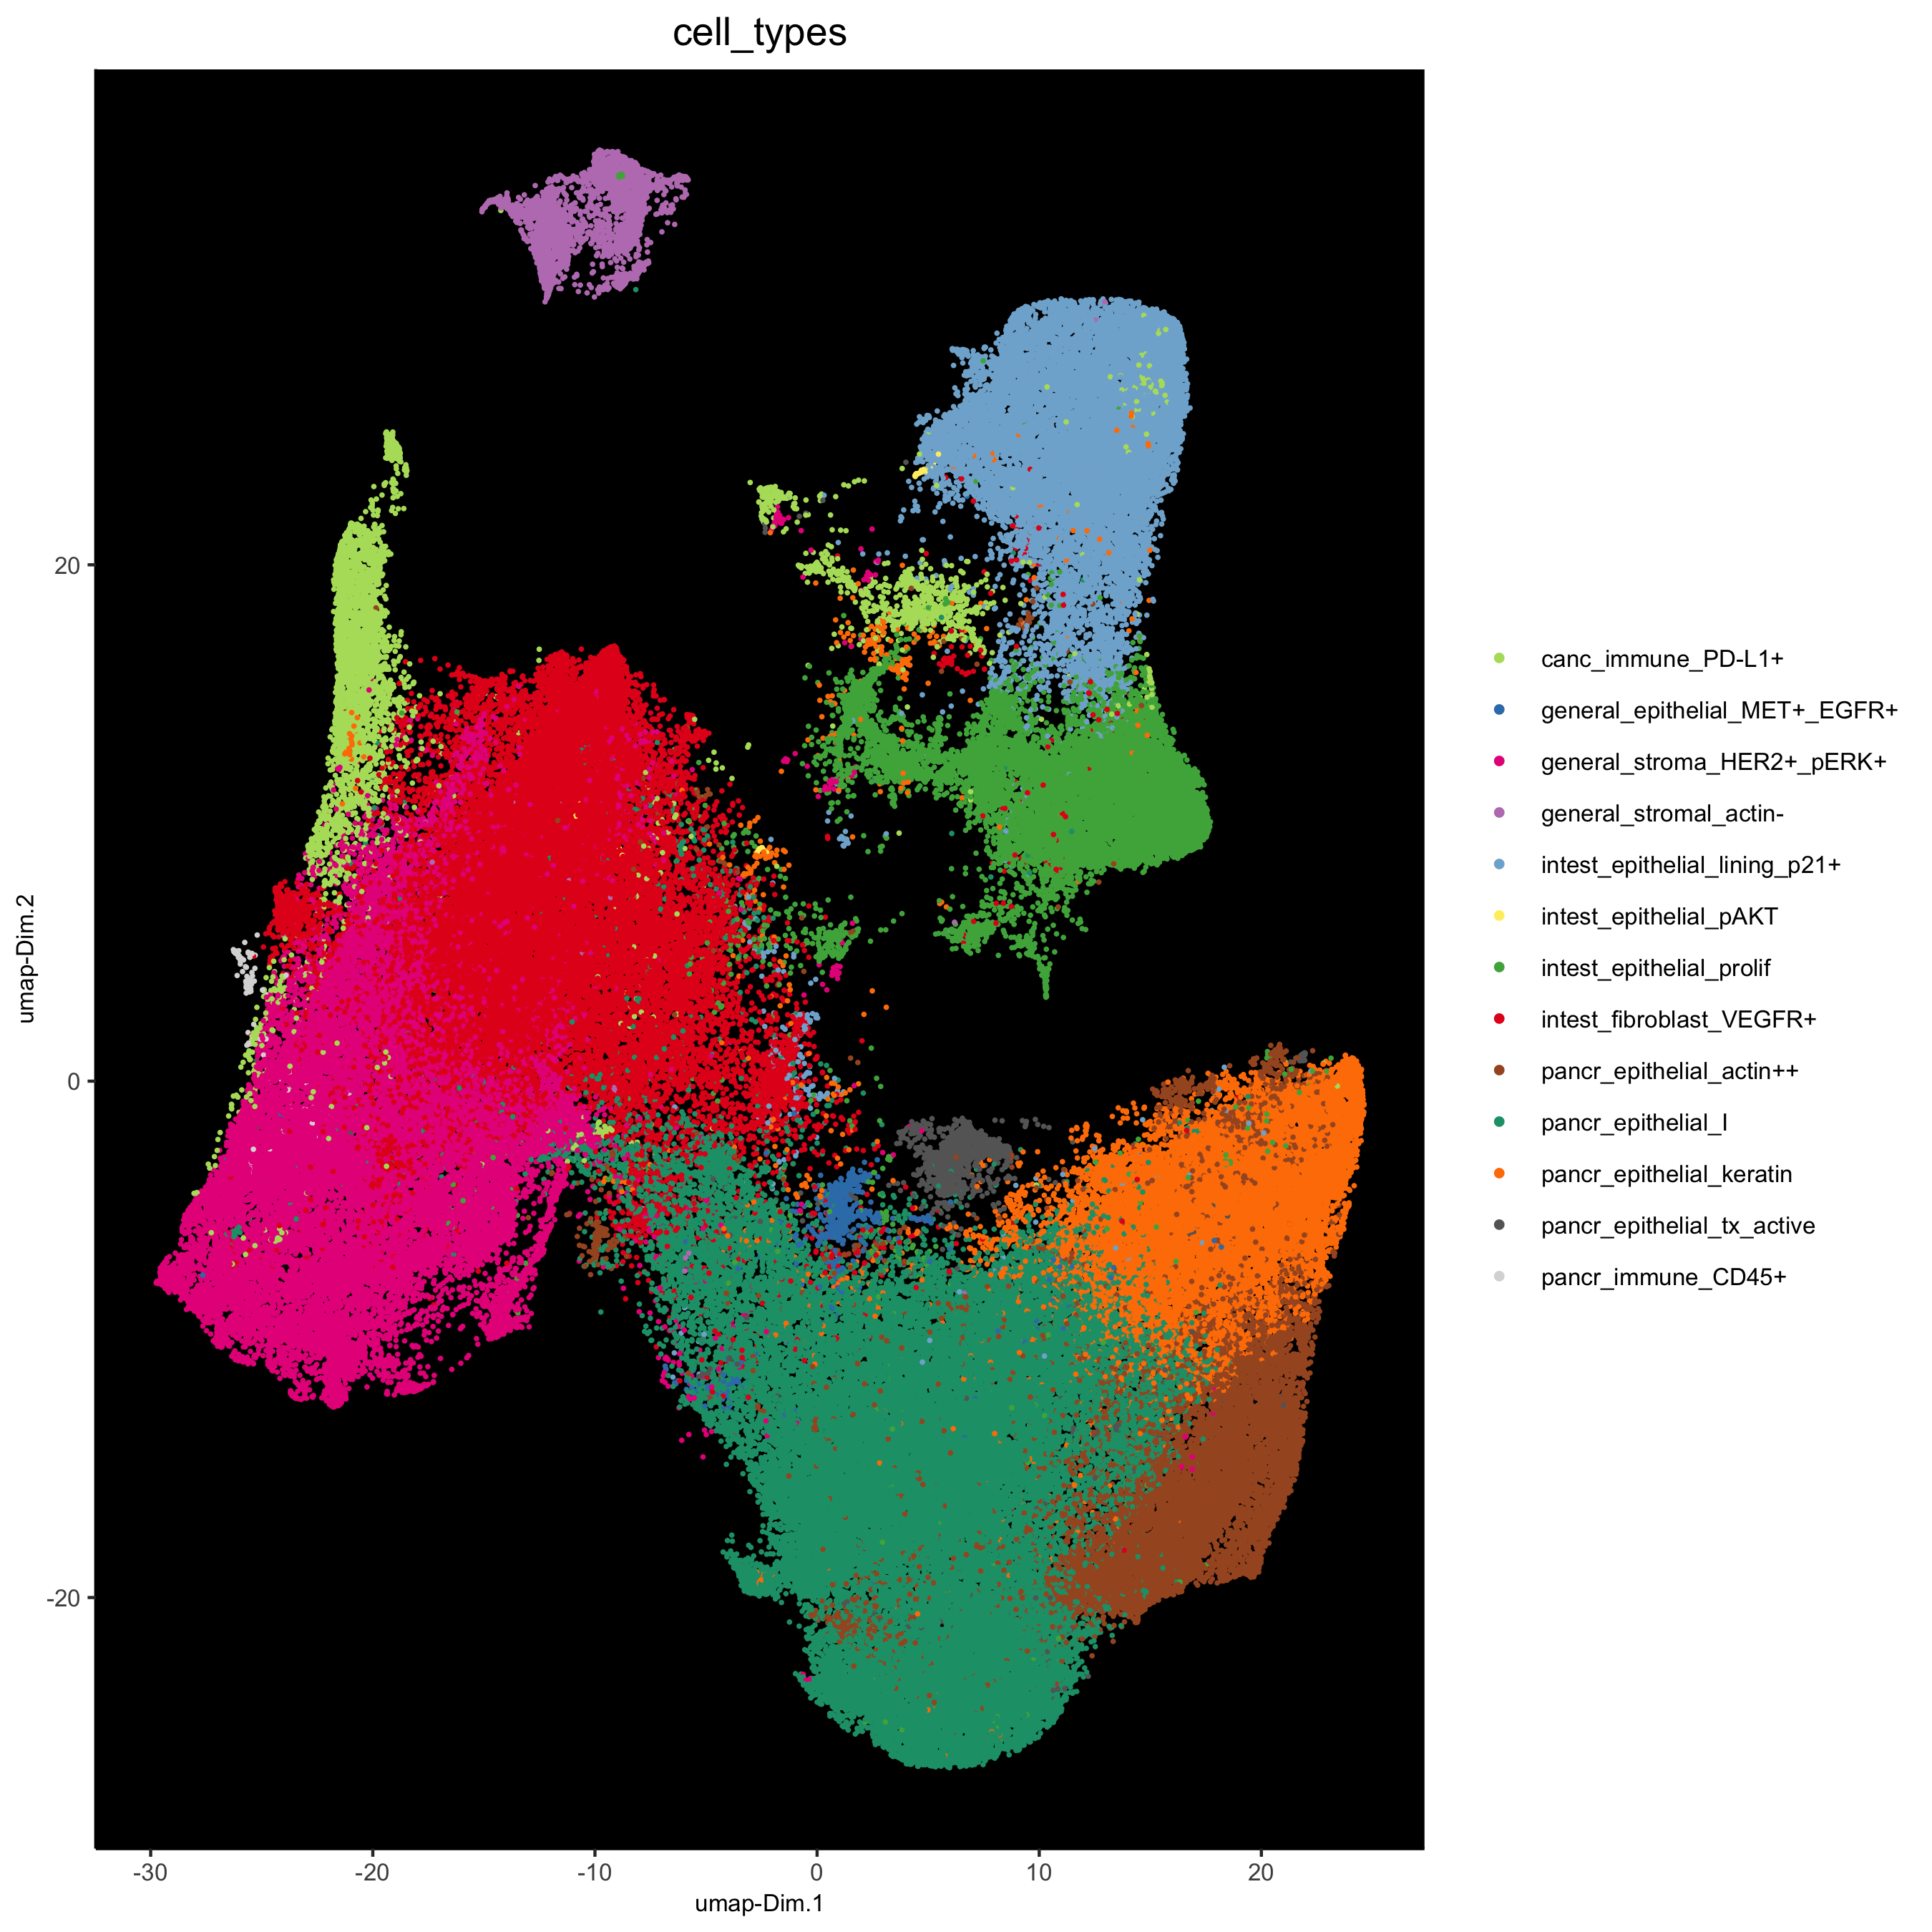 cell_types
umap-Dim.2
20
0
-20
-30
-20
-10
0
10
20
umap-Dim.1
canc_immune_PD-L1+
general_epithelial_MET+_EGFR+
general_stroma_HER2+_pERK+
general_stromal_actin-
intest_epithelial_lining_p21+
intest_epithelial_pAKT
intest_epithelial_prolif
intest_fibroblast_VEGFR+
pancr_epithelial_actin++
pancr_epithelial_I
pancr_epithelial_keratin
pancr_epithelial_tx_active
pancr_immune_CD45+